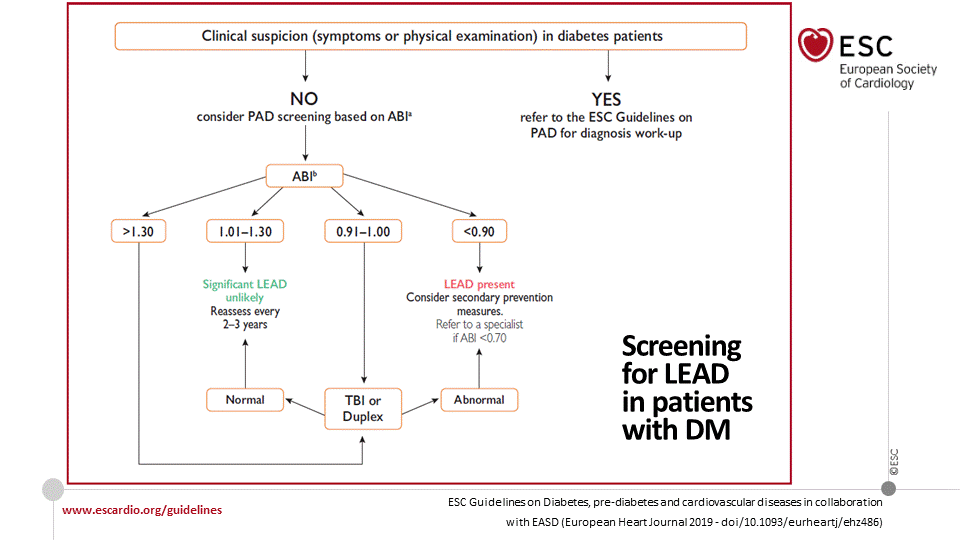 Clinical suspicion (symptoms or physical examination) in diabetes patients
ESC
European Society
of Cardiology
NO
consider PAD screening based on ABIᵃ
YES
refer to the ESC Guidelines on
PAD for diagnosis work-up
ABIᵇ
>1.30
1.01–1.30
0.91–1.00
<0.90
Significant LEAD
unlikely
Reassess every
2–3 years
LEAD present
Consider secondary prevention
measures.
Refer to a specialist
if ABI <0.70
Normal
TBI or
Duplex
Abnormal
Screening
for LEAD
in patients
with DM
©ESC
www.escardio.org/guidelines
ESC Guidelines on Diabetes, pre-diabetes and cardiovascular diseases in collaboration
with EASD (European Heart Journal 2019 - doi/10.1093/eurheartj/ehz486)